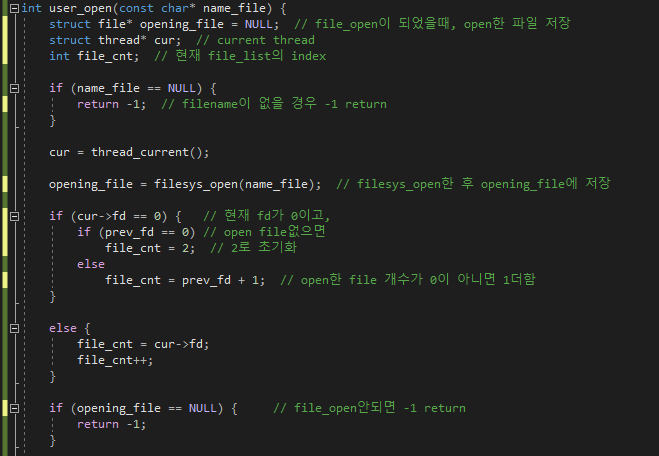 int user_open(const char* name_file) {
struct file* opening_file = NULL;  // file_open이 되었을때, open한 파일 저장
struct thread* cur;  // current thread
int file_cnt;  // 현재 file_list의 index
if (name_file == NULL) {
return -1;  // filename이 없을 경우 -1 return
}
cur = thread_current();
opening_file = filesys_open(name_file);  // filesys_open한 후 opening_file에 저장
if (cur->fd == 0) {   // 현재 fd가 0이고,
if (prev_fd == 0) // open file없으면
file_cnt = 2;  // 2로 초기화
else
file_cnt = prev_fd + 1;  // open한 file 개수가 0이 아니면 1더함
}
else {
file_cnt = cur->fd;
file_cnt++;
}
if (opening_file == NULL) {     // file_open안되면 -1 return
return -1;
}